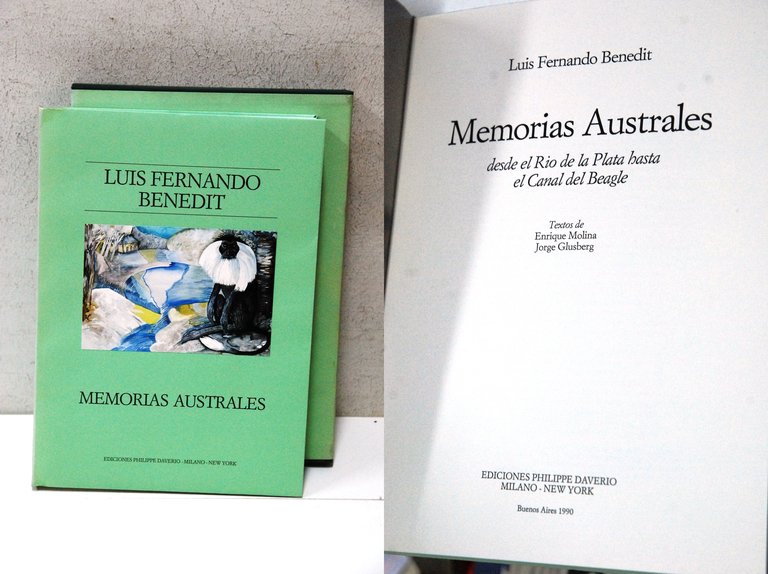 LUIS FERNANDO
BENEDIT
MEMORIAS AUSTRALES
EDICIONES PHILIPPE DAVERIO - MILANO - NEW YORK
Luis Fernando Benedit
Memorias Australes
desde el Rio de la Plata hasta
el Canal del Beagle
Textos de
Enrique Molina
Jorge Glusberg
EDICIONES PHILIPPE DAVERIO
MILANO - NEW YORK
Buenos Aires 1990